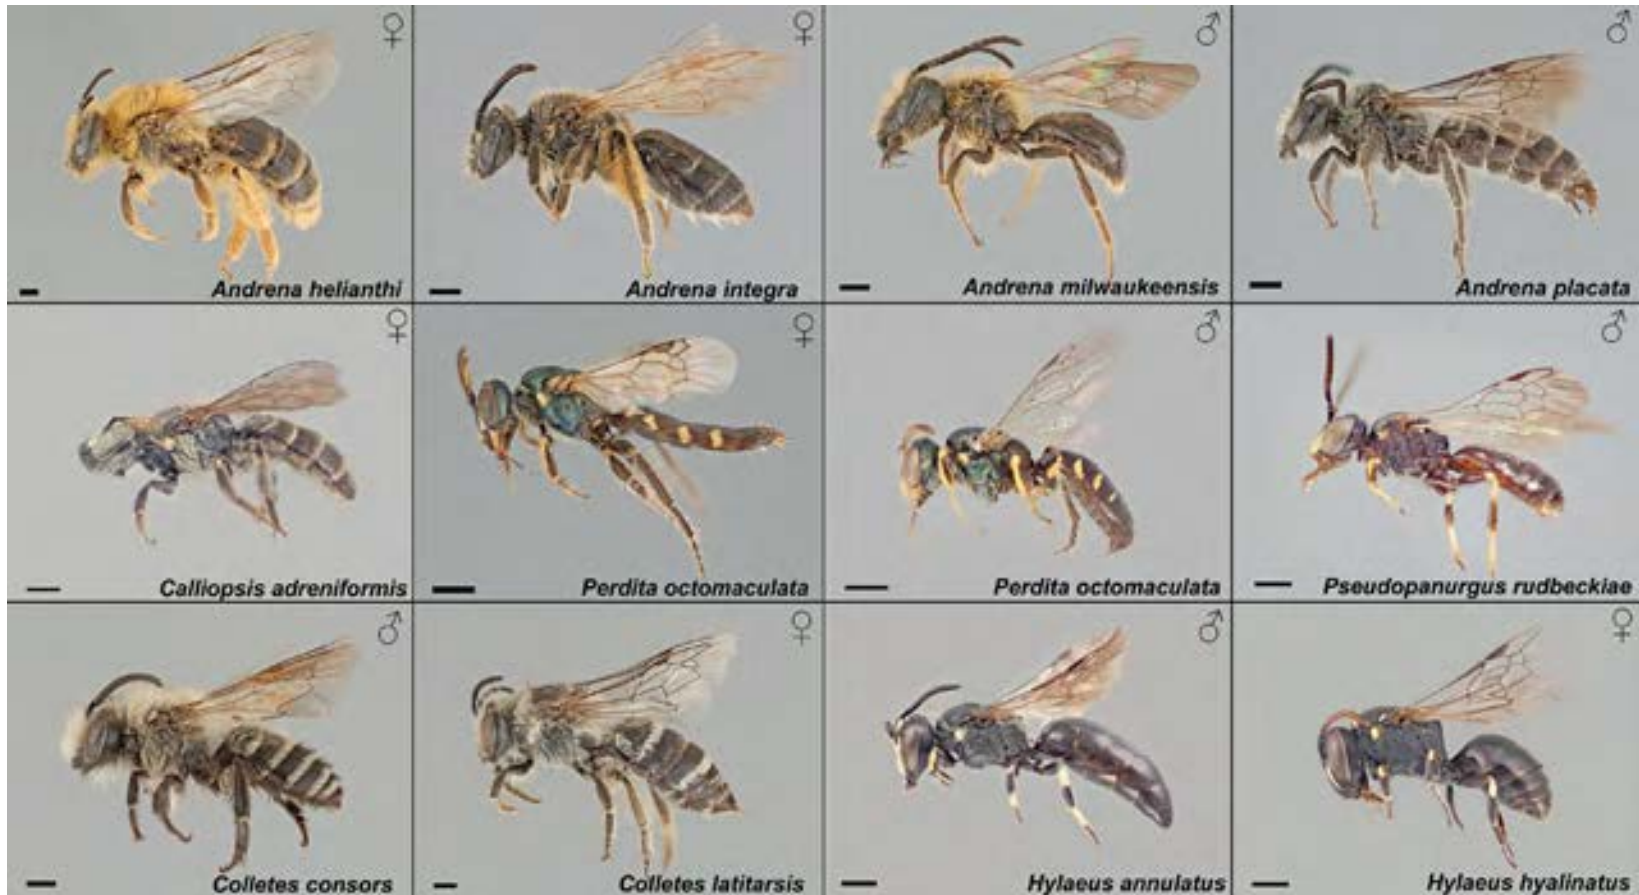 ♀
♀
♂
♂
Andrena helianthi
Andrena integra
Andrena milwaukeensis
Andrena placata
♀
♀
♂
♂
Calliopsis adreniformis
Perdita octomaculata
Perdita octomaculata
Pseudopanurgus rudbeckiae
♂
♀
♂
♀
Colletes consors
Colletes latitarsis
Hylaeus annulatus
Hylaeus hyalinatus